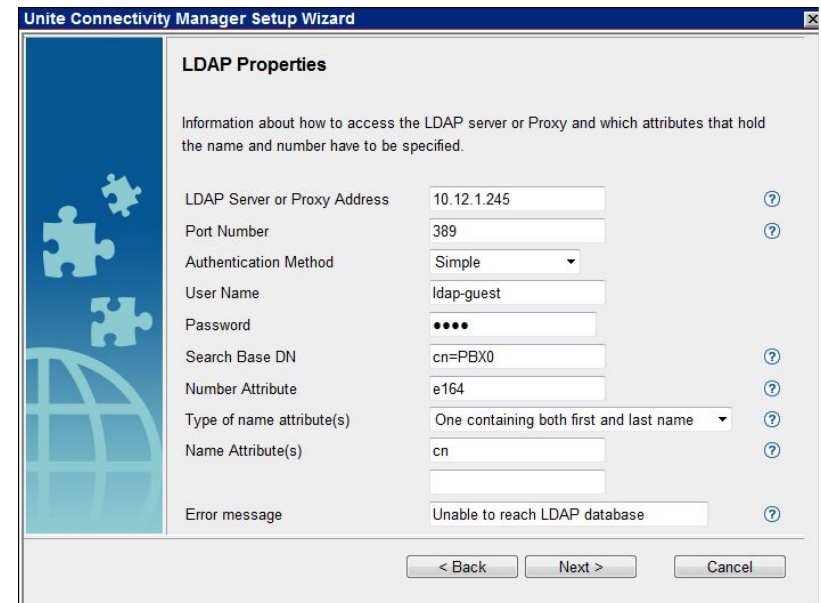 Unite Connectivity Manager Setup Wizard
LDAP Properties
Information about how to access the LDAP server or Proxy and which attributes that hold
the name and number have to be specified.
LDAP Server or Proxy Address 10.12.1.245
Port Number 389
Authentication Method Simple
User Name ldap-guest
Password ••••
Search Base DN cn=PBX0
Number Attribute e164
Type of name attribute(s) One containing both first and last name
Name Attribute(s) cn
Error message Unable to reach LDAP database
< Back Next > Cancel